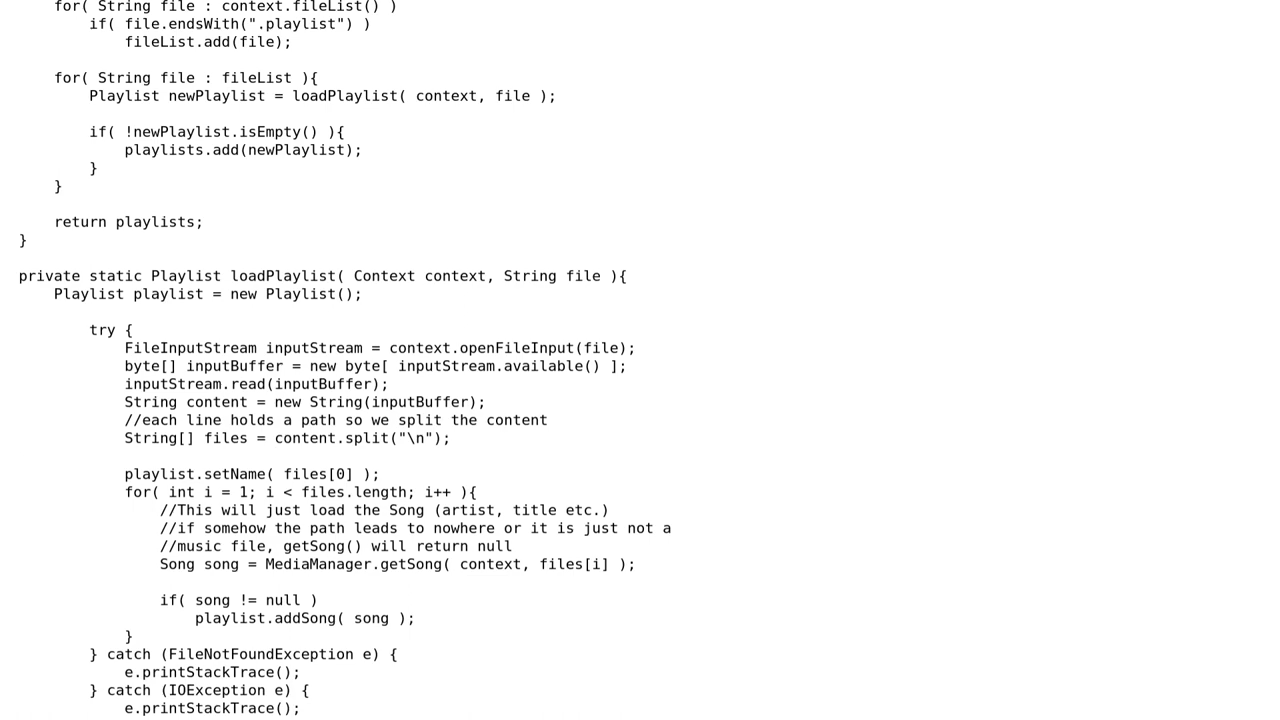 for( String file : context.fileList() )
if( file.endsWith(".playlist") )
fileList.add(file);
for( String file : fileList ){
Playlist newPlaylist = loadPlaylist( context, file );
if( !newPlaylist.isEmpty() ){
playlists.add(newPlaylist);
}
}
return playlists;
}
private static Playlist loadPlaylist( Context context, String file ){
Playlist playlist = new Playlist();
try {
FileInputStream inputStream = context.openFileInput(file);
byte[] inputBuffer = new byte[ inputStream.available() ];
inputStream.read(inputBuffer);
String content = new String(inputBuffer);
//each line holds a path so we split the content
String[] files = content.split("\n");
playlist.setName( files[0] );
for( int i = 1; i < files.length; i++ ){
//This will just load the Song (artist, title etc.)
//if somehow the path leads to nowhere or it is just not a
//music file, getSong() will return null
Song song = MediaManager.getSong( context, files[i] );
if( song != null )
playlist.addSong( song );
}
} catch (FileNotFoundException e) {
e.printStackTrace();
} catch (IOException e) {
e.printStackTrace();